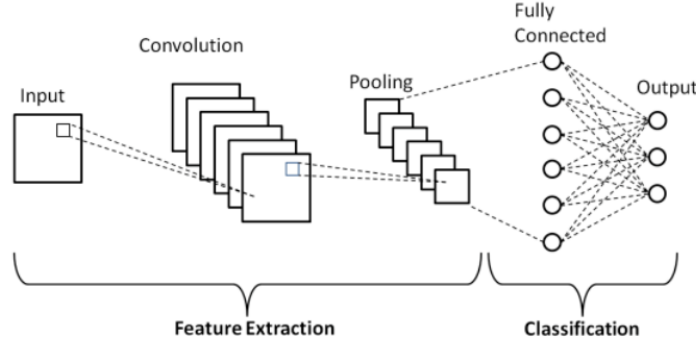 Fully
Connected
Convolution
Pooling
Output
Input
Feature Extraction
Classification